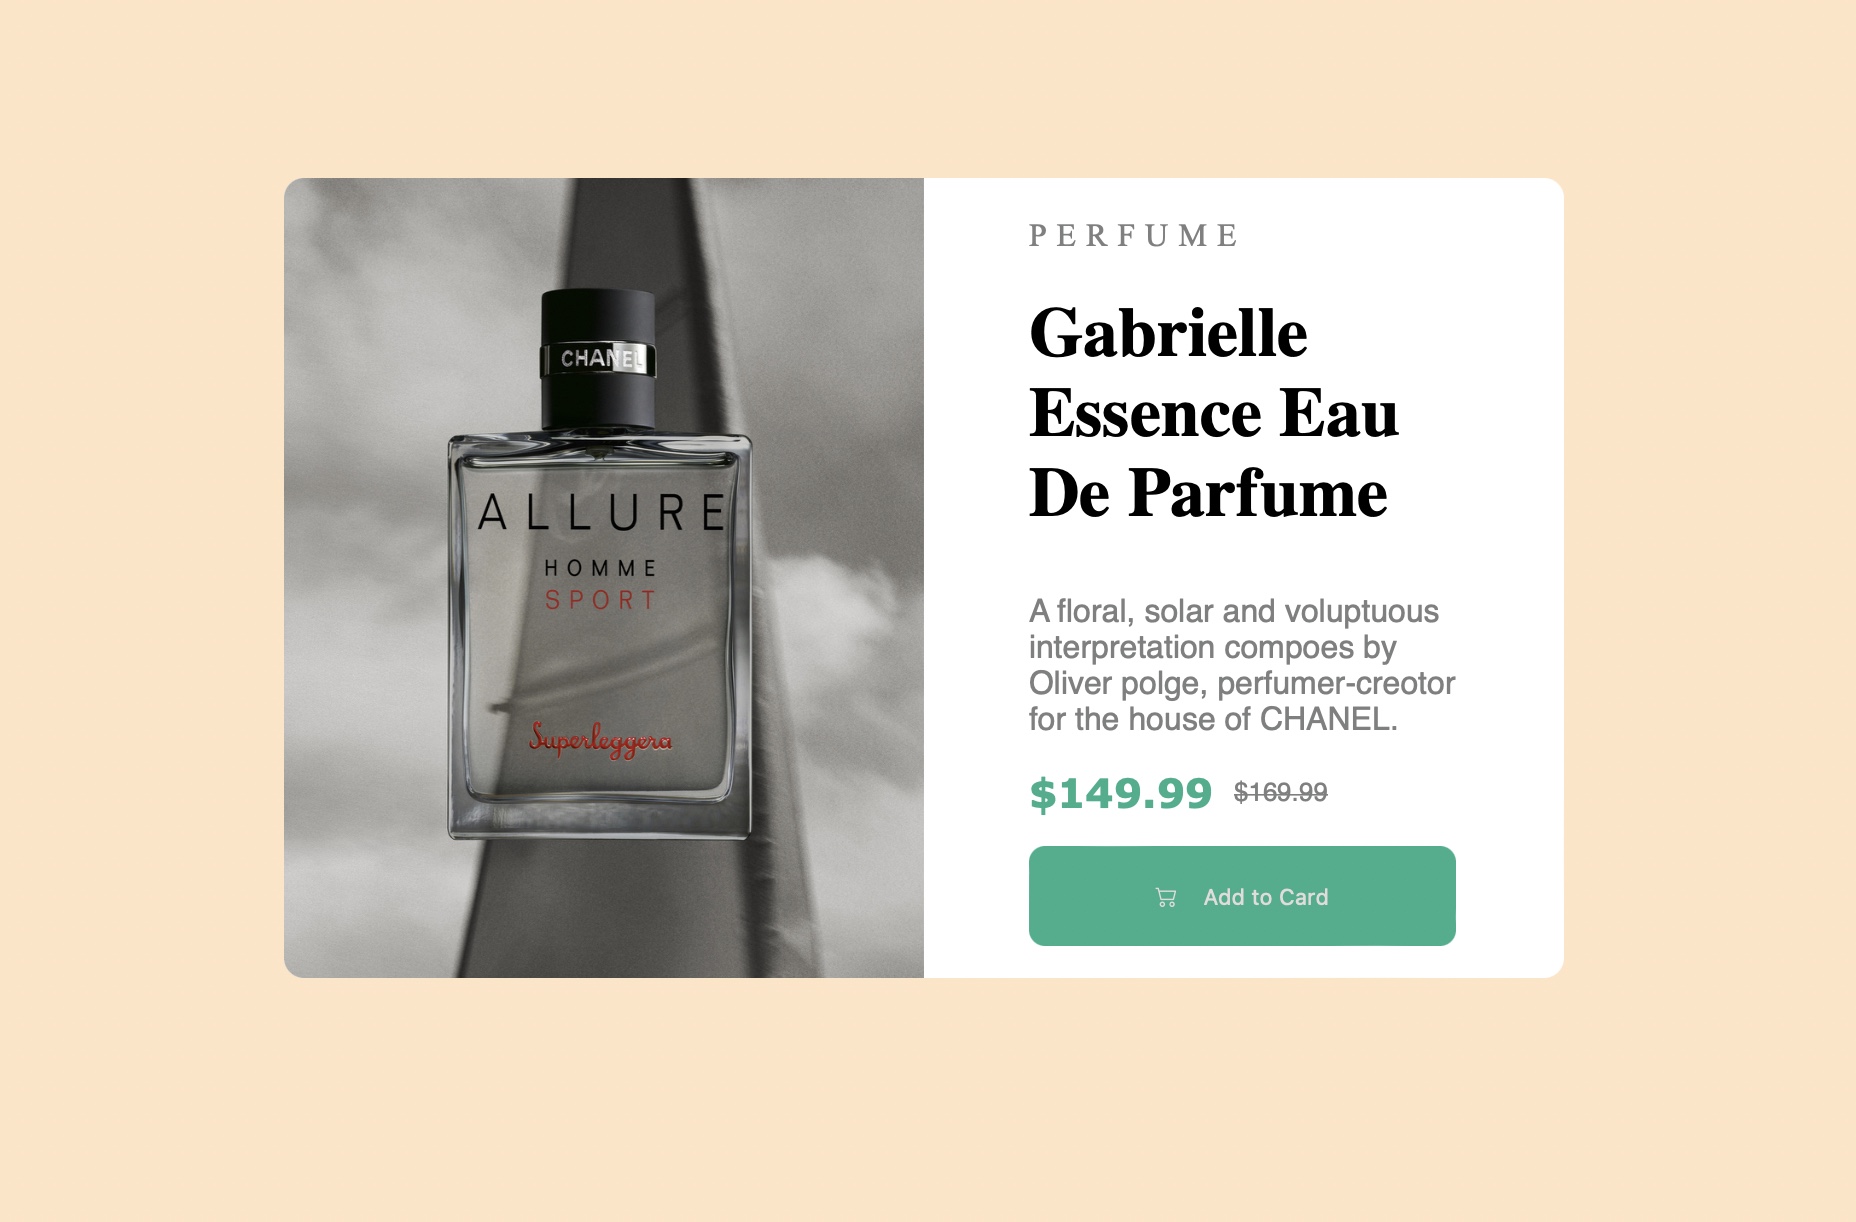 CHANEL
ALLURE
HOMME
SPORT
Superleggera
PERFUME
Gabrielle
Essence Eau
De Parfume
A floral, solar and voluptuous
interpretation compoes by
Oliver polge, perfumer-creotor
for the house of CHANEL.
$149.99 $169.99
Add to Card